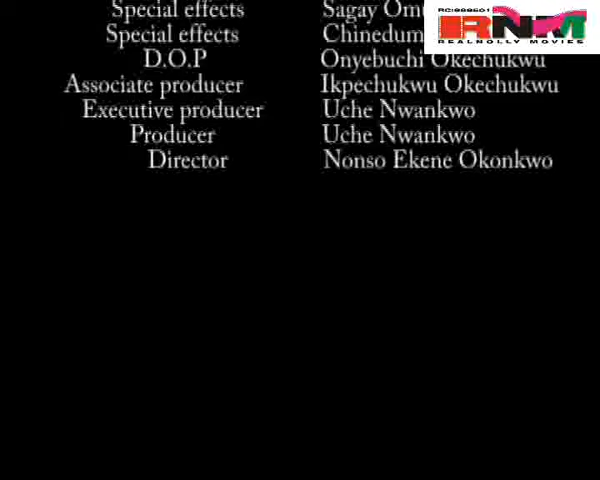 Special effects Sagay
Special effects
D.O.P Onyebuchi Okechukwu
Associate producer Ikpechukwu Okechukwu
Executive producer Uche Nwankwo
Producer Uche Nwankwo
Director Nonso Ekene Okonkwo
RNM
REALNOLLY MOVIES